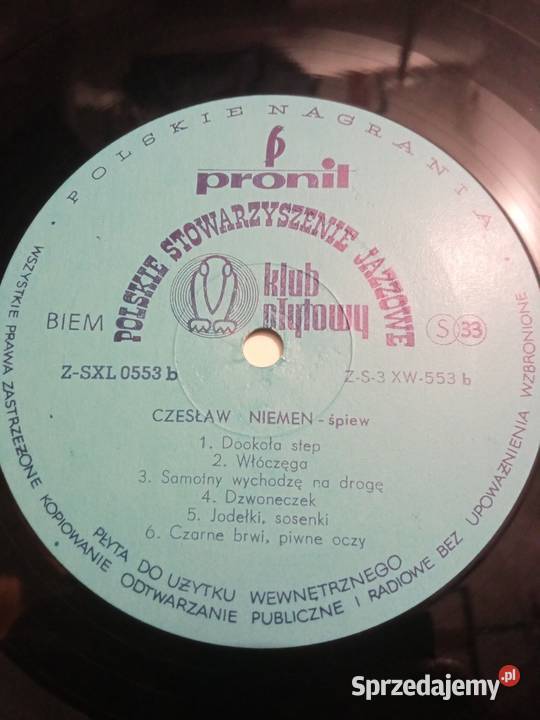 · POLSKIE NAGRANIA ·
pronit
POLSKIE STOWARZYSZENIE JAZZOWE
klub
płytowy
BIEM
S 33
Z-SXL 0553 b
Z-S-3 XW-553 b
CZESŁAW NIEMEN - śpiew
1. Dookoła step
2. Włóczęga
3. Samotny wychodzę na drogę
4. Dzwoneczek
5. Jodełki, sosenki
6. Czarne brwi, piwne oczy
PŁYTA DO UŻYTKU WEWNĘTRZNEGO
WSZYSTKIE PRAWA ZASTRZEŻONE KOPIOWANIE ODTWARZANIE PUBLICZNE I RADIOWE BEZ UPOWAŻNIENIA WZBRONIONE
Sprzedajemy.pl